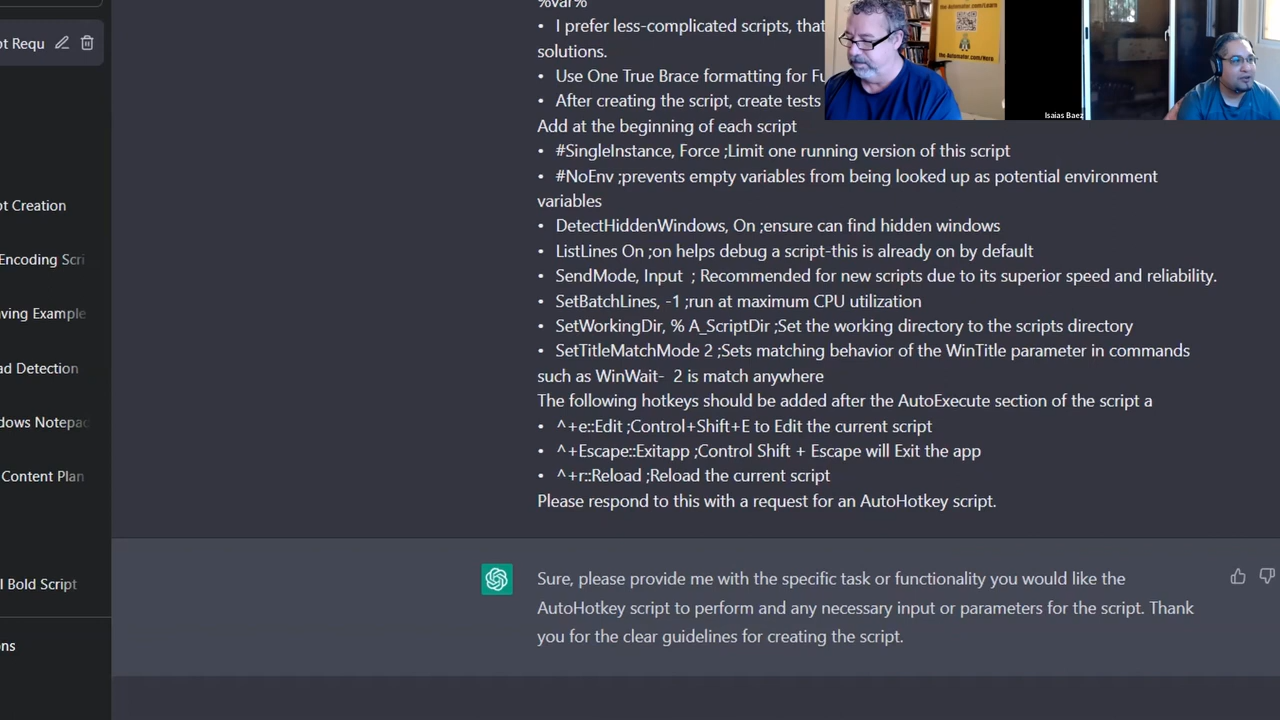 %var%
• I prefer less-complicated scripts, that
solutions.
• Use One True Brace formatting for Fu
• After creating the script, create tests
Add at the beginning of each script
• #SingleInstance, Force ;Limit one running version of this script
• #NoEnv ;prevents empty variables from being looked up as potential environment
variables
• DetectHiddenWindows, On ;ensure can find hidden windows
• ListLines On ;on helps debug a script-this is already on by default
• SendMode, Input ; Recommended for new scripts due to its superior speed and reliability.
• SetBatchLines, -1 ;run at maximum CPU utilization
• SetWorkingDir, % A_ScriptDir ;Set the working directory to the scripts directory
• SetTitleMatchMode 2 ;Sets matching behavior of the WinTitle parameter in commands
such as WinWait- 2 is match anywhere
The following hotkeys should be added after the AutoExecute section of the script a
• ^+e::Edit ;Control+Shift+E to Edit the current script
• ^+Escape::Exitapp ;Control Shift + Escape will Exit the app
• ^+r::Reload ;Reload the current script
Please respond to this with a request for an AutoHotkey script.
Sure, please provide me with the specific task or functionality you would like the
AutoHotkey script to perform and any necessary input or parameters for the script. Thank
you for the clear guidelines for creating the script.
ot Requ
ot Creation
Encoding Scri
aving Example
ad Detection
dows Notepad
Content Plan
l Bold Script
ons
the-Automator.com/Learn
the-Automator.com/Hero
Isaias Baez